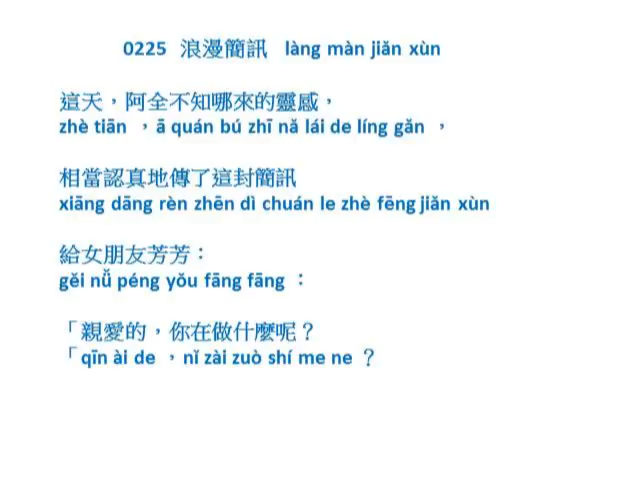 0225 浪漫簡訊 làng màn jiǎn xùn
這天，阿全不知哪來的靈感，
zhè tiān ，ā quán bú zhī nǎ lái de líng gǎn ，
相當認真地傳了這封簡訊
xiāng dāng rèn zhēn dì chuán le zhè fēng jiǎn xùn
給女朋友芳芳：
gěi nǚ péng yǒu fāng fāng ：
「親愛的，你在做什麼呢？
「qīn ài de ，nǐ zài zuò shí me ne ？